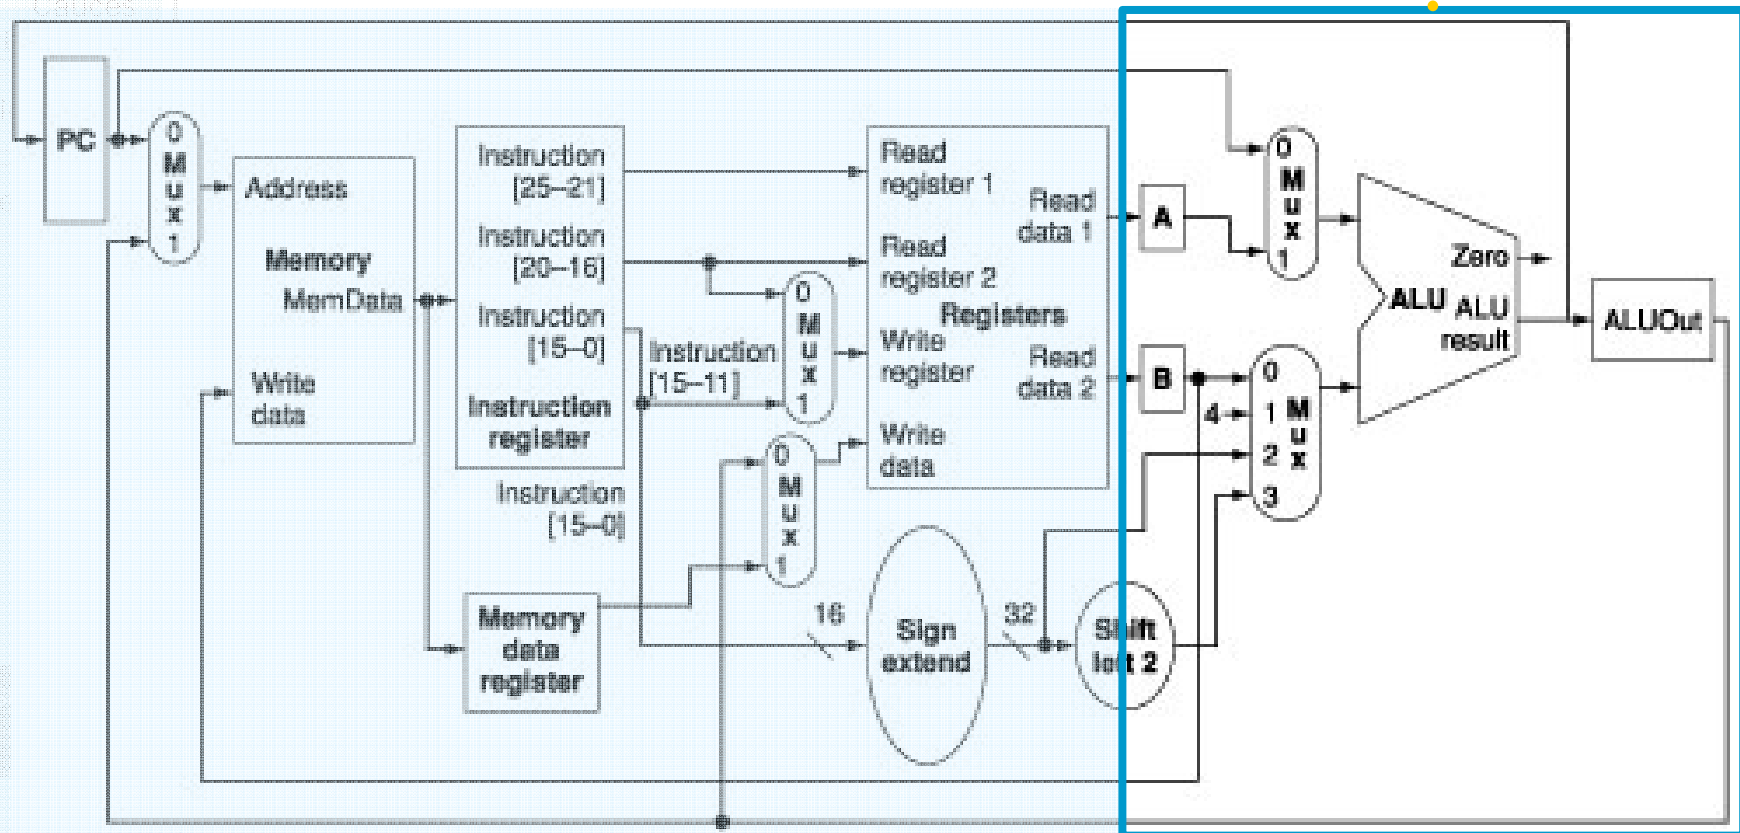 PC
0
M
u
x
1
Address
Memory
MemData
Write
data
Instruction
[25–21]
Instruction
[20–16]
Instruction
[15–0]
Instruction
register
Instruction
[15–11]
Instruction
[15–0]
Memory
data
register
0
M
u
x
1
0
M
u
x
1
Read
register 1
Read
register 2
Registers
Write
register
Write
data
Read
data 1
Read
data 2
16
Sign
extend
32
Shift
left 2
A
B
4
0
M
u
x
1
0
1
2
3
M
u
x
Zero
ALU
ALU
result
ALUOut